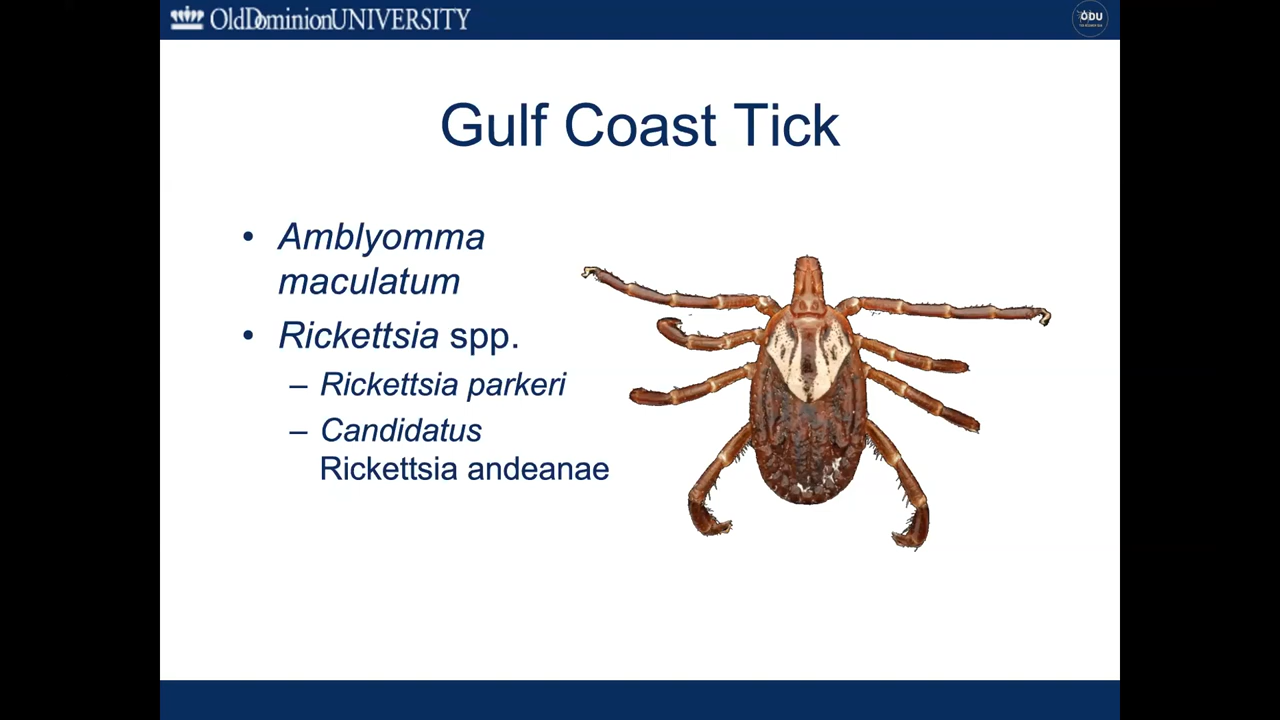 OldDominionUNIVERSITY
ODU
Gulf Coast Tick
• Amblyomma
maculatum
• Rickettsia spp.
– Rickettsia parkeri
– Candidatus
Rickettsia andeanae